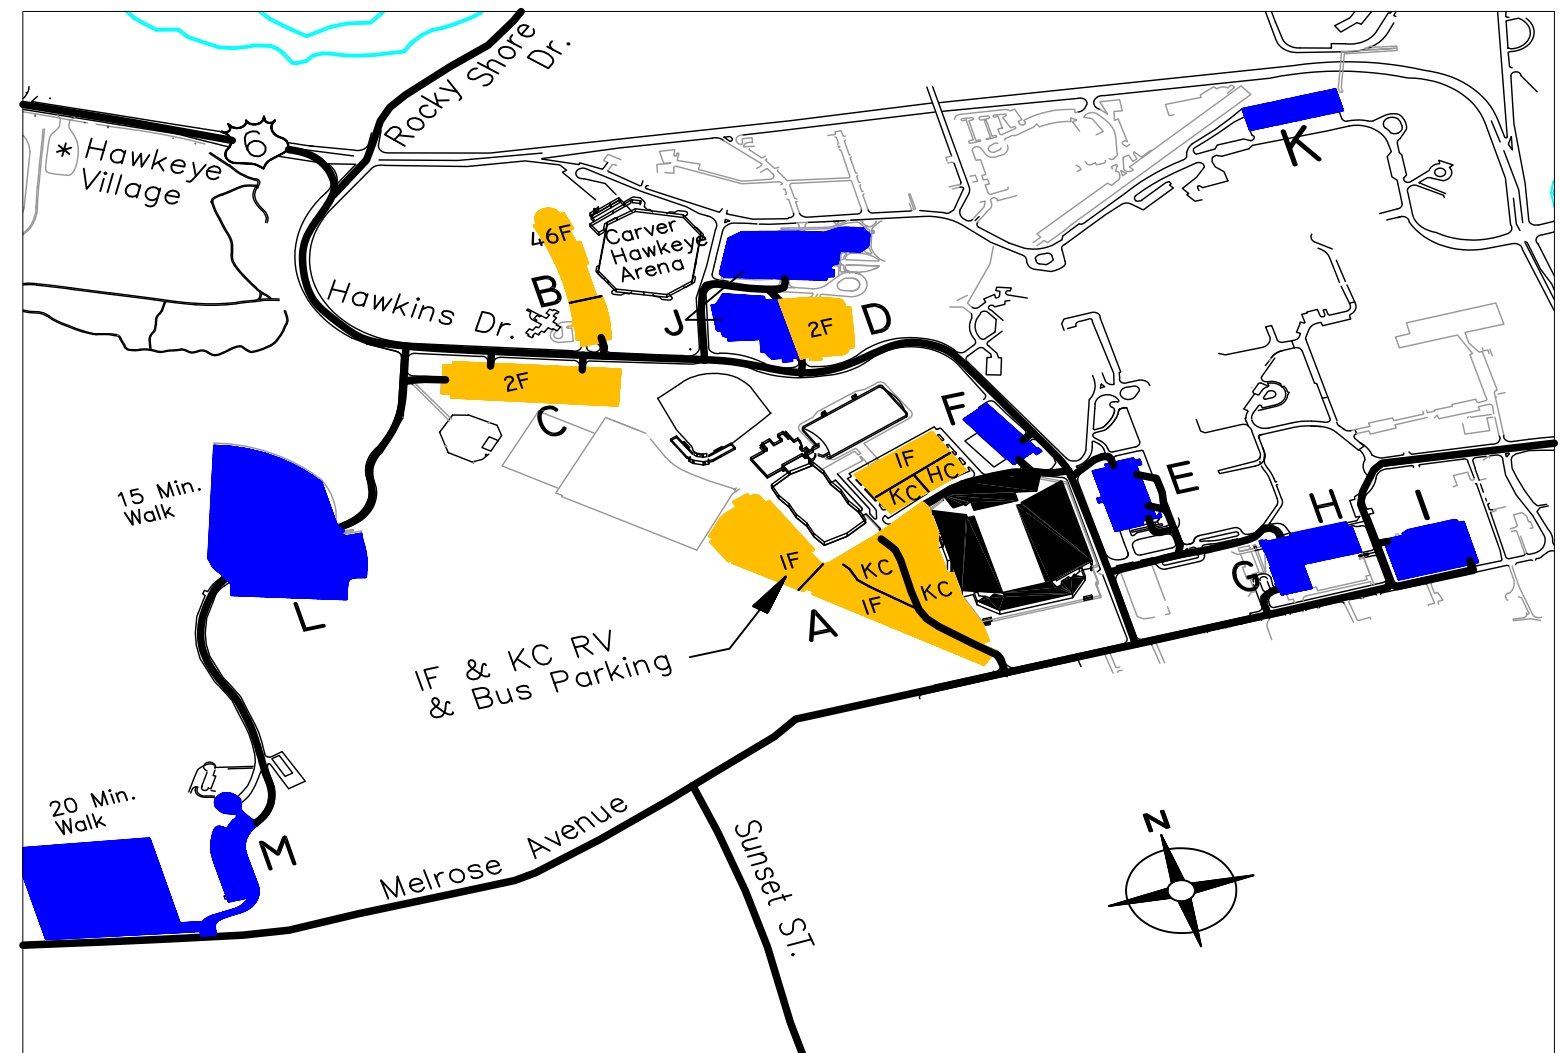 Rocky Shore
Dr.
6
* Hawkeye
Village
K
46F
Carver
Hawkeye
Arena
B
Hawkins Dr.
J
2F
D
2F
C
F
IF
HC
KC
E
15 Min.
Walk
H
I
IF
KC
KC
IF
G
A
L
IF & KC RV
& Bus Parking
20 Min.
Walk
M
Melrose Avenue
Sunset ST.
N